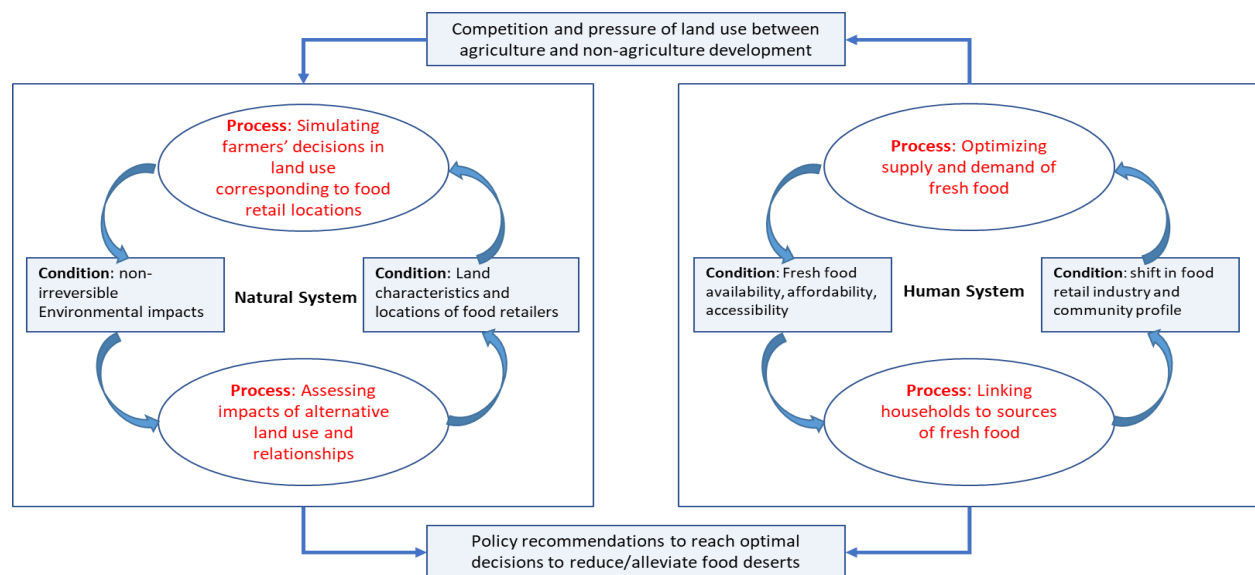 Competition and pressure of land use between
agriculture and non-agriculture development
Process: Simulating
farmers’ decisions in
land use
corresponding to food
retail locations
Condition: non-
irreversible
Environmental impacts
Natural System
Condition: Land
characteristics and
locations of food retailers
Process: Assessing
impacts of alternative
land use and
relationships
Process: Optimizing
supply and demand of
fresh food
Condition: Fresh food
availability, affordability,
accessibility
Human System
Condition: shift in food
retail industry and
community profile
Process: Linking
households to sources
of fresh food
Policy recommendations to reach optimal
decisions to reduce/alleviate food deserts